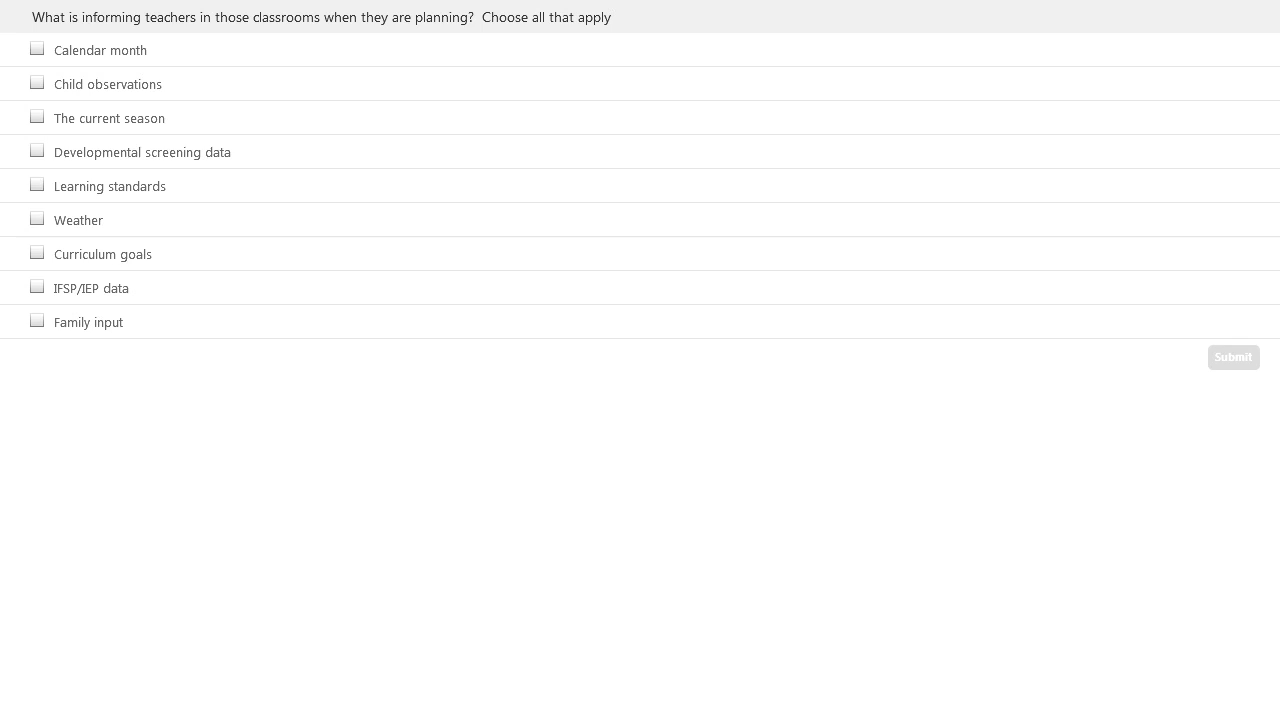 What is informing teachers in those classrooms when they are planning?  Choose all that apply
Calendar month
Child observations
The current season
Developmental screening data
Learning standards
Weather
Curriculum goals
IFSP/IEP data
Family input
Submit